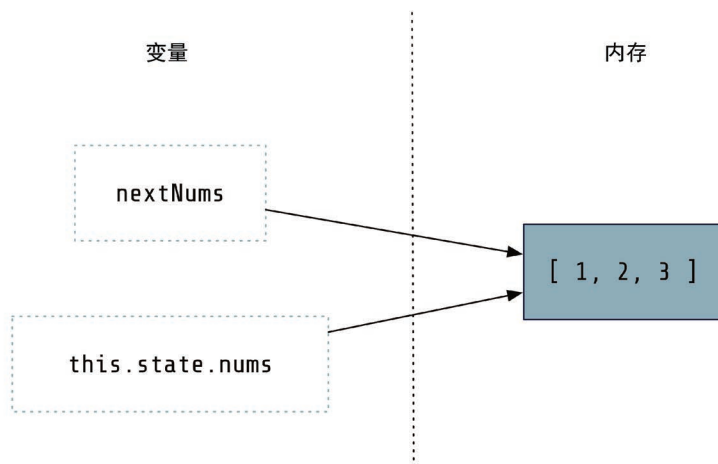 变量
内存
nextNums
[ 1, 2, 3 ]
this.state.nums